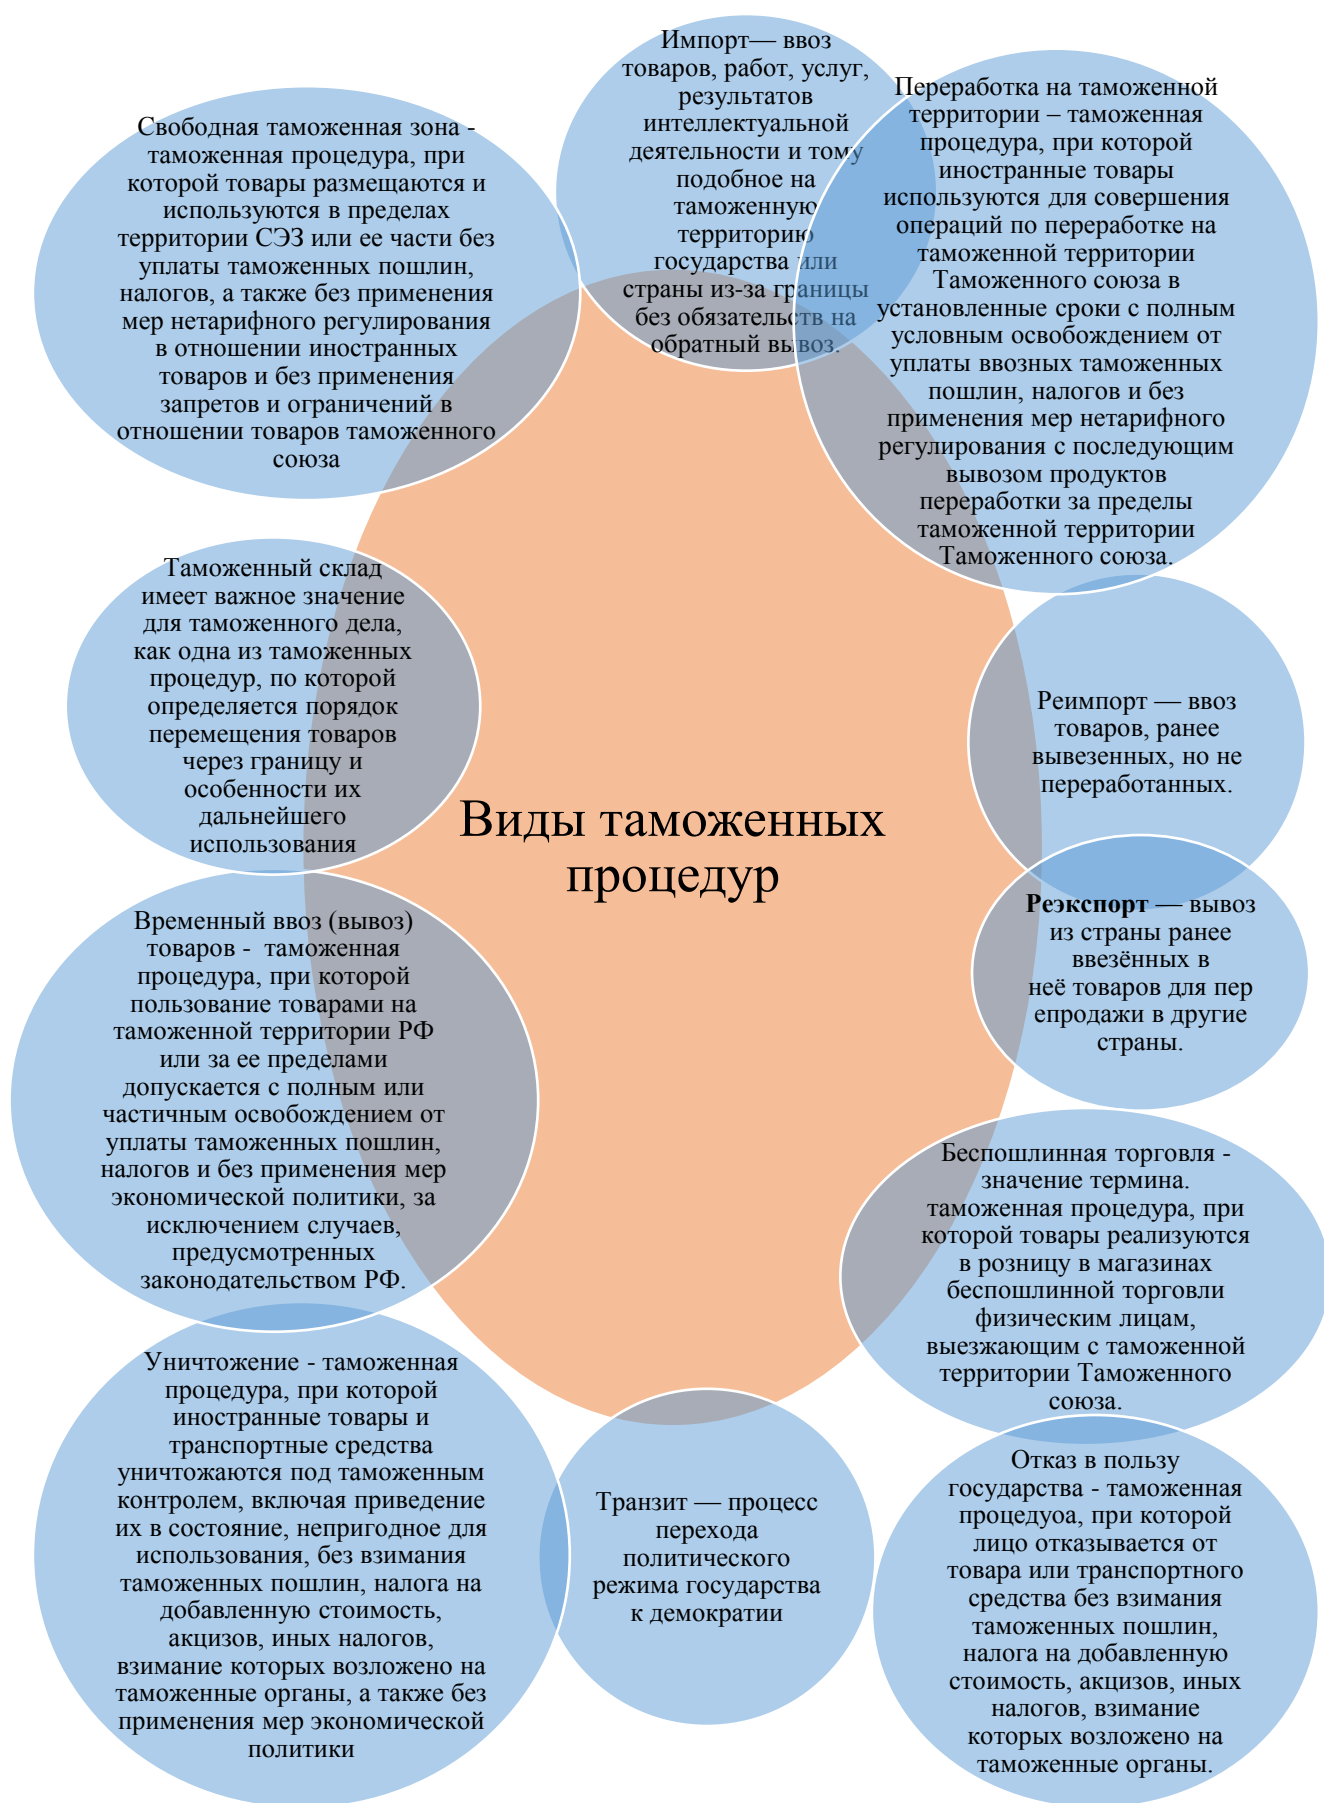 Импорт— ввоз
товаров, работ, услуг,
результатов
интеллектуальной
деятельности и тому
подобное на
таможенную
территорию
государства или
страны из-за границы
без обязательств на
обратный вывоз.
Переработка на таможенной
территории – таможенная
процедура, при которой
иностранные товары
используются для совершения
операций по переработке на
таможенной территории
Таможенного союза в
установленные сроки с полным
условным освобождением от
уплаты ввозных таможенных
пошлин, налогов и без
применения мер нетарифного
регулирования с последующим
вывозом продуктов
переработки за пределы
таможенной территории
Таможенного союза.
Свободная таможенная зона -
таможенная процедура, при
которой товары размещаются и
используются в пределах
территории СЭЗ или ее части без
уплаты таможенных пошлин,
налогов, а также без применения
мер нетарифного регулирования
в отношении иностранных
товаров и без применения
запретов и ограничений в
отношении товаров таможенного
союза
Таможенный склад
имеет важное значение
для таможенного дела,
как одна из таможенных
процедур, по которой
определяется порядок
перемещения товаров
через границу и
особенности их
дальнейшего
использования
Реимпорт — ввоз
товаров, ранее
вывезенных, но не
переработанных.
Виды таможенных
процедур
Реэкспорт — вывоз
из страны ранее
ввезённых в
неё товаров для пер
епродажи в другие
страны.
Временный ввоз (вывоз)
товаров - таможенная
процедура, при которой
пользование товарами на
таможенной территории РФ
или за ее пределами
допускается с полным или
частичным освобождением от
уплаты таможенных пошлин,
налогов и без применения мер
экономической политики, за
исключением случаев,
предусмотренных
законодательством РФ.
Беспошлинная торговля -
значение термина.
таможенная процедура, при
которой товары реализуются
в розницу в магазинах
беспошлинной торговли
физическим лицам,
выезжающим с таможенной
территории Таможенного
союза.
Уничтожение - таможенная
процедура, при которой
иностранные товары и
транспортные средства
уничтожаются под таможенным
контролем, включая приведение
их в состояние, непригодное для
использования, без взимания
таможенных пошлин, налога на
добавленную стоимость,
акцизов, иных налогов,
взимание которых возложено на
таможенные органы, а также без
применения мер экономической
политики
Транзит — процесс
перехода
политического
режима государства
к демократии
Отказ в пользу
государства - таможенная
процедуоа, при которой
лицо отказывается от
товара или транспортного
средства без взимания
таможенных пошлин,
налога на добавленную
стоимость, акцизов, иных
налогов, взимание
которых возложено на
таможенные органы.